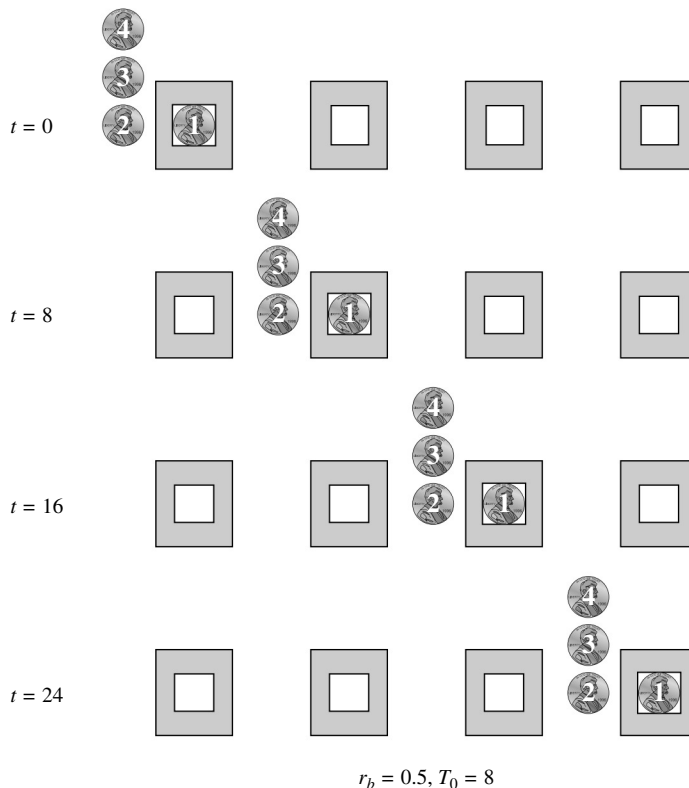 4
3
t = 0 2 1
4
3
t = 8 2 1
4
3
t = 16 2 1
4
3
t = 24 2 1
r_b = 0.5, T_0 = 8